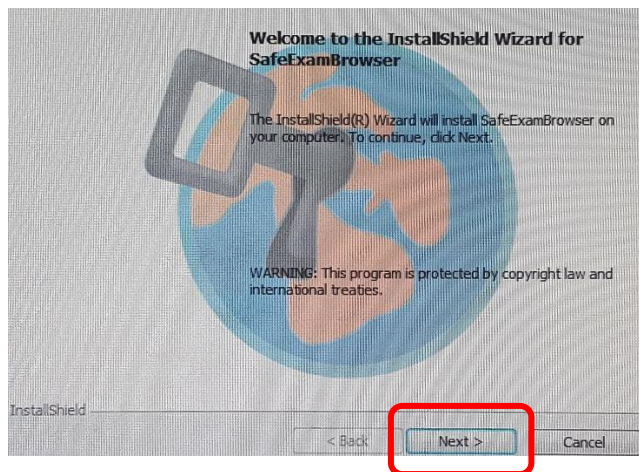 Welcome to the InstallShield Wizard for
SafeExamBrowser
The InstallShield(R) Wizard will install SafeExamBrowser on
your computer. To continue, click Next.
WARNING: This program is protected by copyright law and
international treaties.
InstallShield
< Back
Next >
Cancel